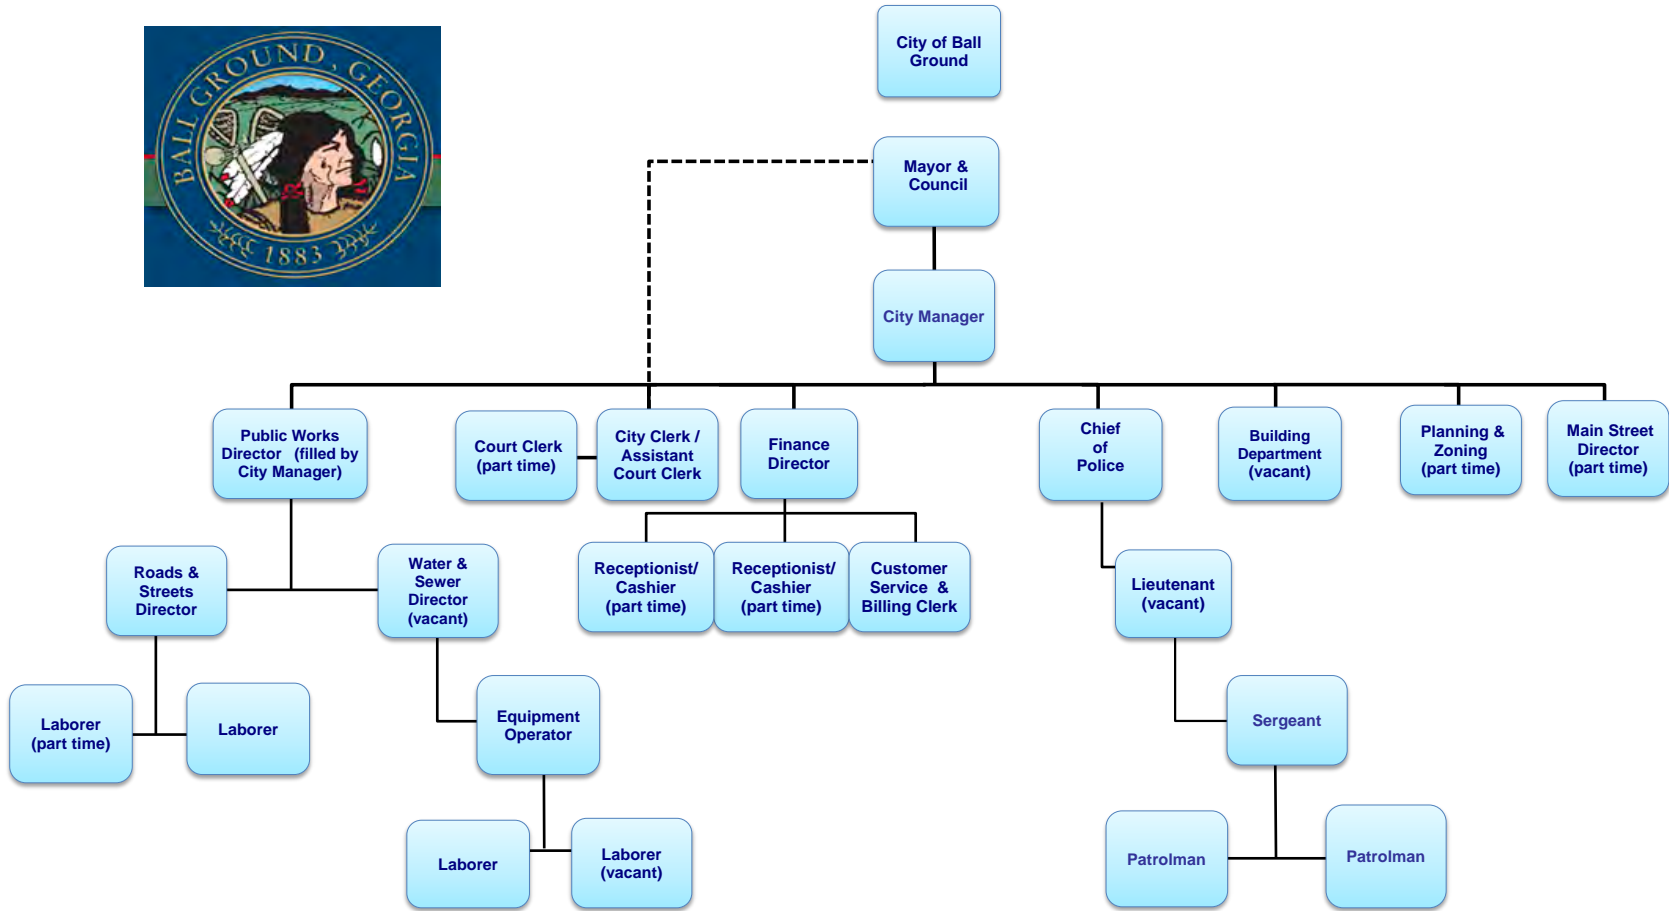 BALL GROUND, GEORGIA
1883
City of Ball
Ground
Mayor &
Council
City Manager
Public Works
Director (filled by
City Manager)
Court Clerk
(part time)
City Clerk /
Assistant
Court Clerk
Finance
Director
Chief
of
Police
Building
Department
(vacant)
Planning &
Zoning
(part time)
Main Street
Director
(part time)
Roads &
Streets
Director
Water &
Sewer
Director
(vacant)
Receptionist/
Cashier
(part time)
Receptionist/
Cashier
(part time)
Customer
Service &
Billing Clerk
Lieutenant
(vacant)
Laborer
(part time)
Laborer
Equipment
Operator
Sergeant
Laborer
Laborer
(vacant)
Patrolman
Patrolman